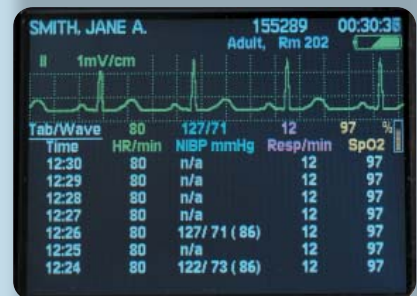 SMITH, JANE A. 155289 00:30:35
Adult, Rm 202
II 1mV/cm
Tab/Wave 80 127/71 12 97 %
Time HR/min NIBP mmHg Resp/min SpO2
12:30 80 n/a 12 97
12:29 80 n/a 12 97
12:28 80 n/a 12 97
12:27 80 n/a 12 97
12:26 80 127/ 71 ( 86) 12 97
12:25 80 n/a 12 97
12:24 80 122/ 73 ( 86) 12 97